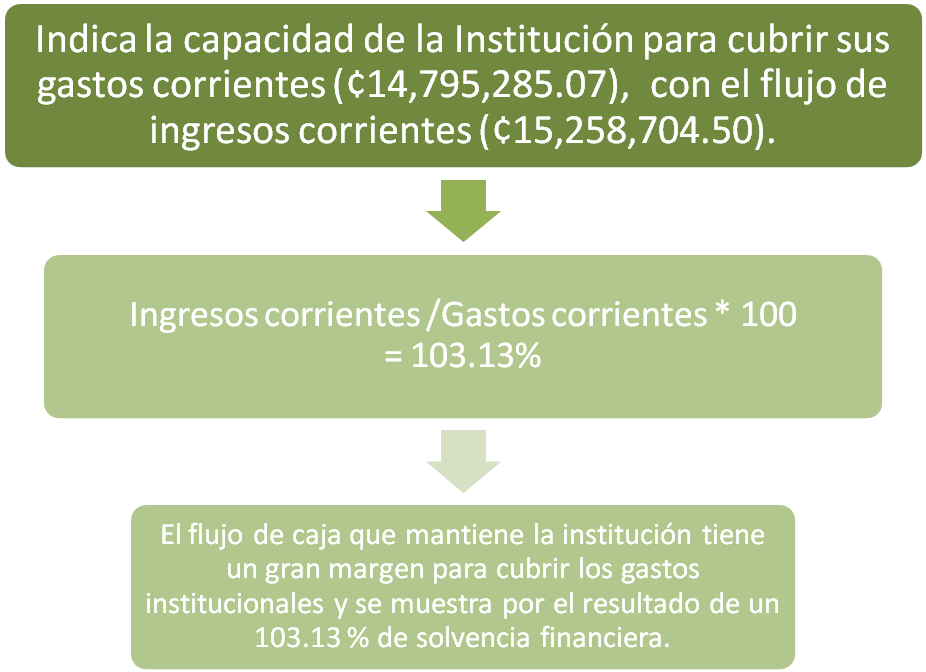 Indica la capacidad de la Institución para cubrir sus
gastos corrientes (¢14,795,285.07),  con el flujo de
ingresos corrientes (¢15,258,704.50).
Ingresos corrientes /Gastos corrientes * 100
= 103.13%
El flujo de caja que mantiene la institución tiene
un gran margen para cubrir los gastos
institucionales y se muestra por el resultado de un
103.13 % de solvencia financiera.